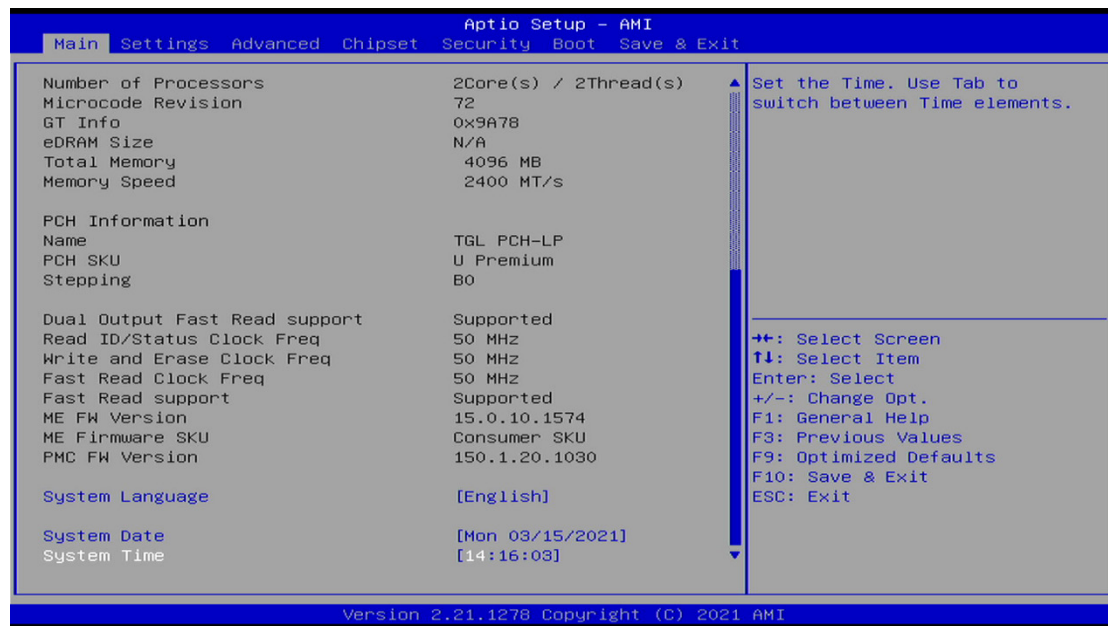 Aptio Setup – AMI
Main Settings Advanced Chipset Security Boot Save & Exit
Number of Processors 2Core(s) / 2Thread(s)
Microcode Revision 72
GT Info 0x9A78
eDRAM Size N/A
Total Memory 4096 MB
Memory Speed 2400 MT/s
PCH Information
Name TGL PCH-LP
PCH SKU U Premium
Stepping B0
Dual Output Fast Read support Supported
Read ID/Status Clock Freq 50 MHz
Write and Erase Clock Freq 50 MHz
Fast Read Clock Freq 50 MHz
Fast Read support Supported
ME FW Version 15.0.10.1574
ME Firmware SKU Consumer SKU
PMC FW Version 150.1.20.1030
System Language [English]
System Date [Mon 03/15/2021]
System Time [14:16:03]
Set the Time. Use Tab to
switch between Time elements.
→←: Select Screen
↑↓: Select Item
Enter: Select
+/-: Change Opt.
F1: General Help
F3: Previous Values
F9: Optimized Defaults
F10: Save & Exit
ESC: Exit
Version 2.21.1278 Copyright (C) 2021 AMI